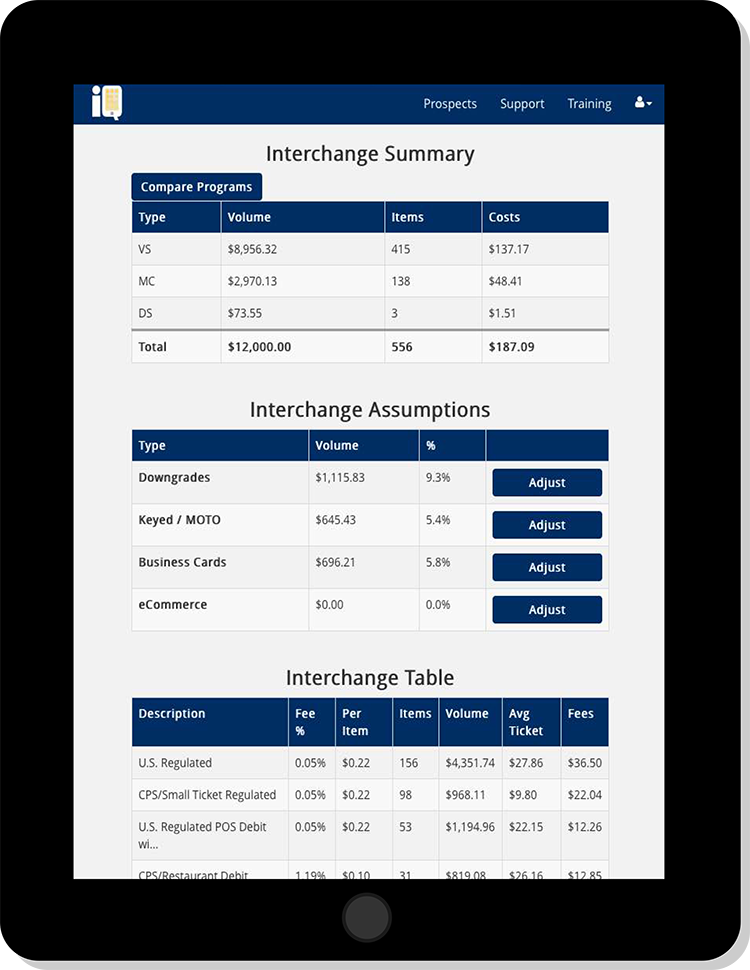 iQ
Prospects Support Training
Interchange Summary
Compare Programs
Type Volume Items Costs
VS $8,956.32 415 $137.17
MC $2,970.13 138 $48.41
DS $73.55 3 $1.51
Total $12,000.00 556 $187.09
Interchange Assumptions
Type Volume %
Downgrades $1,115.83 9.3% Adjust
Keyed / MOTO $645.43 5.4% Adjust
Business Cards $696.21 5.8% Adjust
eCommerce $0.00 0.0% Adjust
Interchange Table
Description Fee Per Items Volume Avg Fees
% Item Ticket
U.S. Regulated 0.05% $0.22 156 $4,351.74 $27.86 $36.50
CPS/Small Ticket Regulated 0.05% $0.22 98 $968.11 $9.80 $22.04
U.S. Regulated POS Debit 0.05% $0.22 53 $1,194.96 $22.15 $12.26
wi...
CPS/Restaurant Debit 1.19% $0.10 31 $819.08 $26.16 $12.85